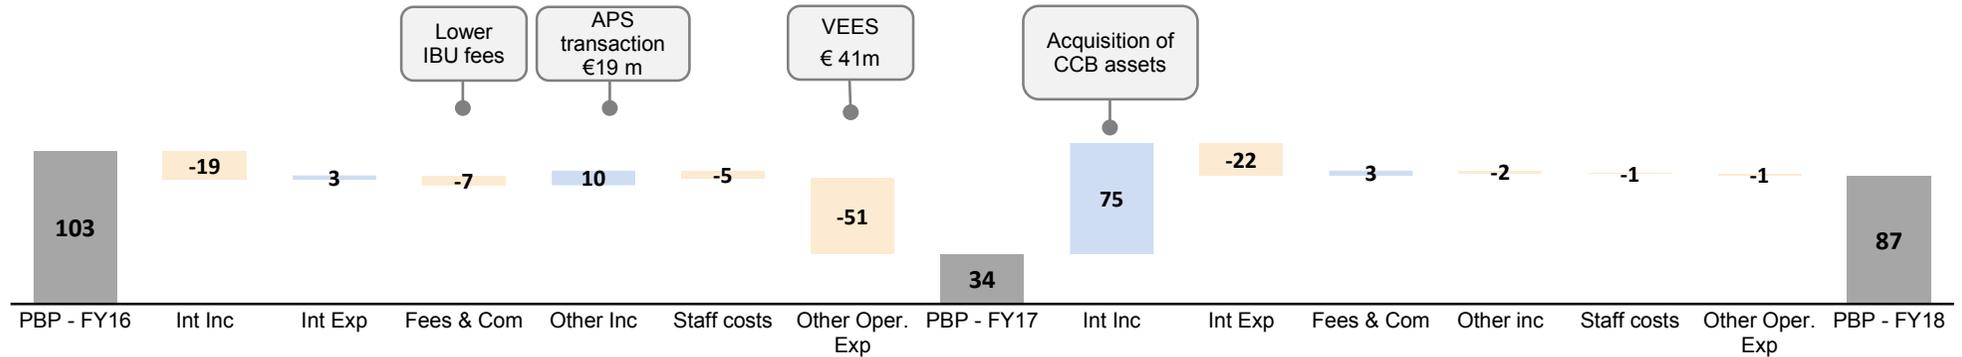 Lower
IBU fees
APS
transaction
€19 m
VEES
€ 41m
Acquisition of
CCB assets
103
-19
3
-7
10
-5
-51
34
75
-22
3
-2
-1
-1
87
PBP - FY16
Int Inc
Int Exp
Fees & Com
Other Inc
Staff costs
Other Oper.
Exp
PBP - FY17
Int Inc
Int Exp
Fees & Com
Other inc
Staff costs
Other Oper.
Exp
PBP - FY18